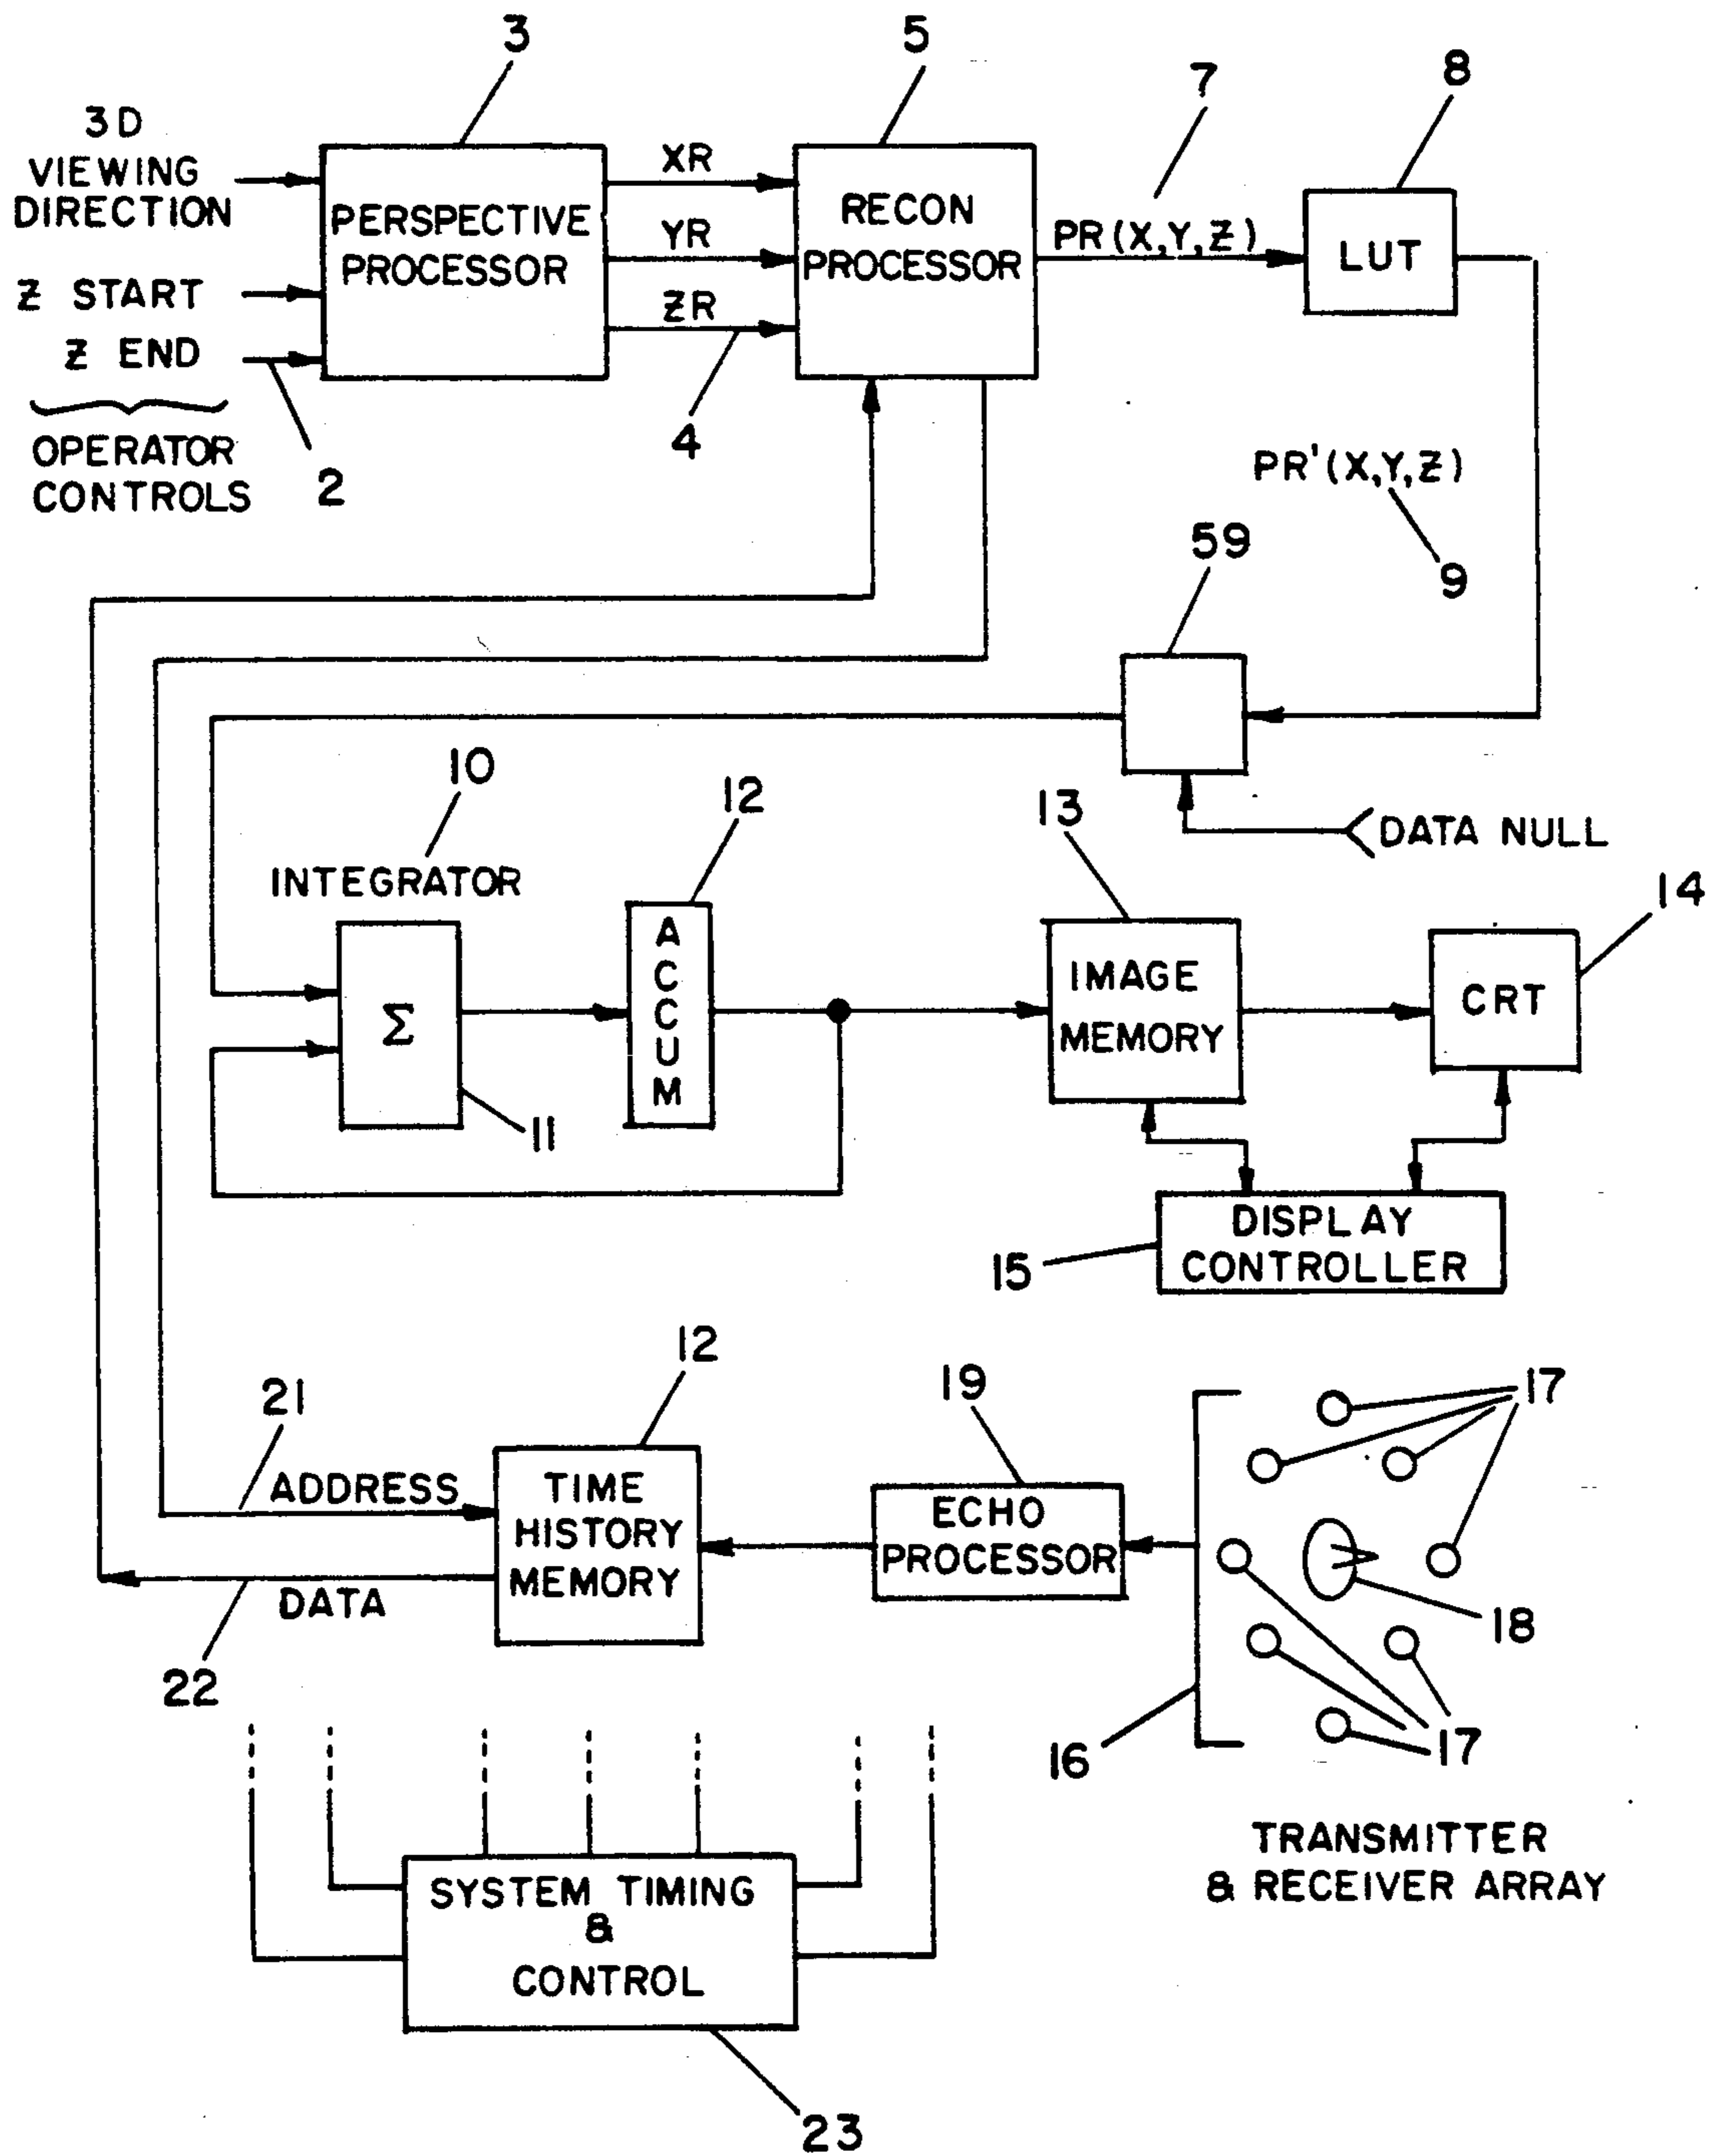 3
5
7
8
3D
VIEWING
DIRECTION
Z START
Z END
OPERATOR
CONTROLS
2
PERSPECTIVE
PROCESSOR
XR
YR
ZR
4
RECON
PROCESSOR
PR(X,Y,Z)
LUT
PR'(X,Y,Z)
9
59
DATA NULL
10
INTEGRATOR
Σ
11
12
A
C
C
U
M
13
IMAGE
MEMORY
14
CRT
15
DISPLAY
CONTROLLER
12
TIME
HISTORY
MEMORY
21
ADDRESS
DATA
22
19
ECHO
PROCESSOR
17
18
17
16
TRANSMITTER
& RECEIVER ARRAY
SYSTEM TIMING
&
CONTROL
23